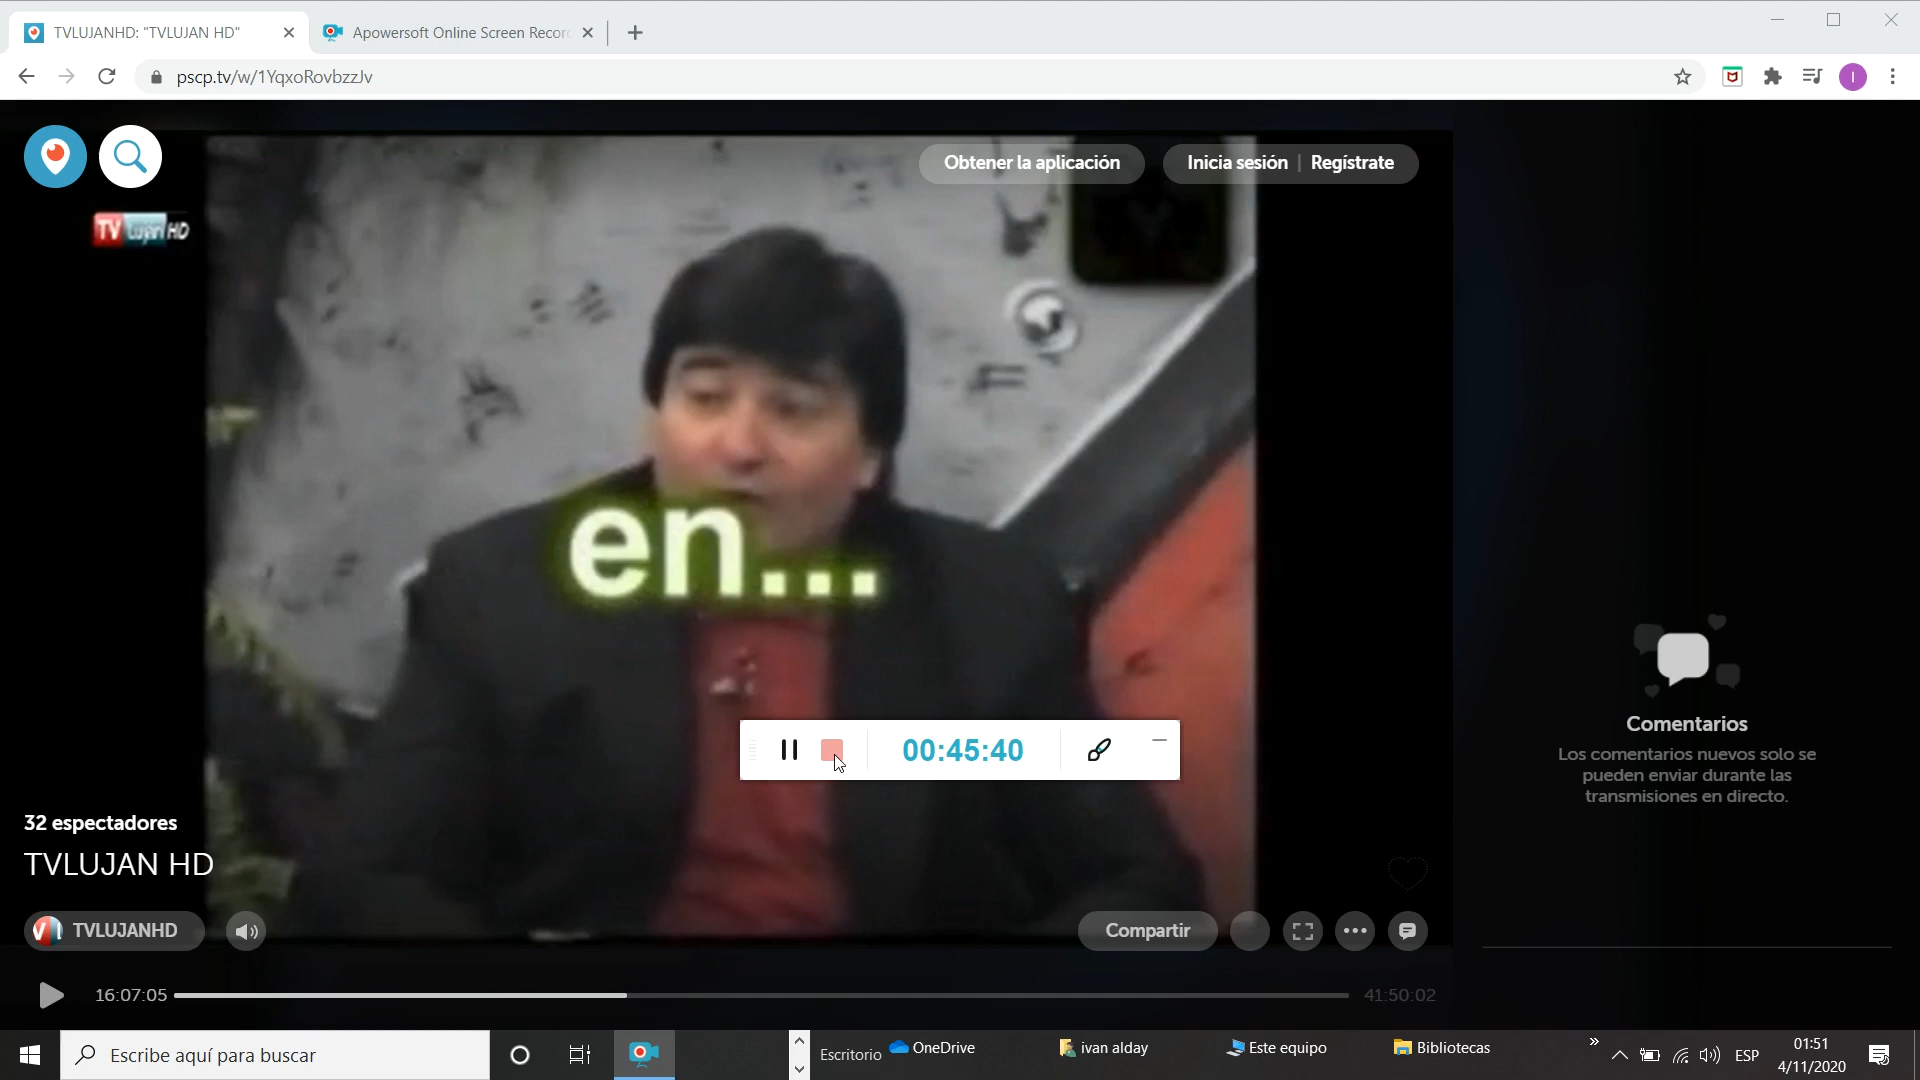 TVLUJANHD: "TVLUJAN HD"
Apowersoft Online Screen Recor
pscp.tv/w/1YqxoRovbzzJv
I
Obtener la aplicación
Inicia sesión | Regístrate
TV Lujan HD
en...
00:45:40
Comentarios
Los comentarios nuevos solo se
pueden enviar durante las
transmisiones en directo.
32 espectadores
TVLUJAN HD
TVLUJANHD
Compartir
16:07:05
41:50:02
Escribe aquí para buscar
Escritorio
OneDrive
ivan alday
Este equipo
Bibliotecas
»
ESP
01:51
4/11/2020